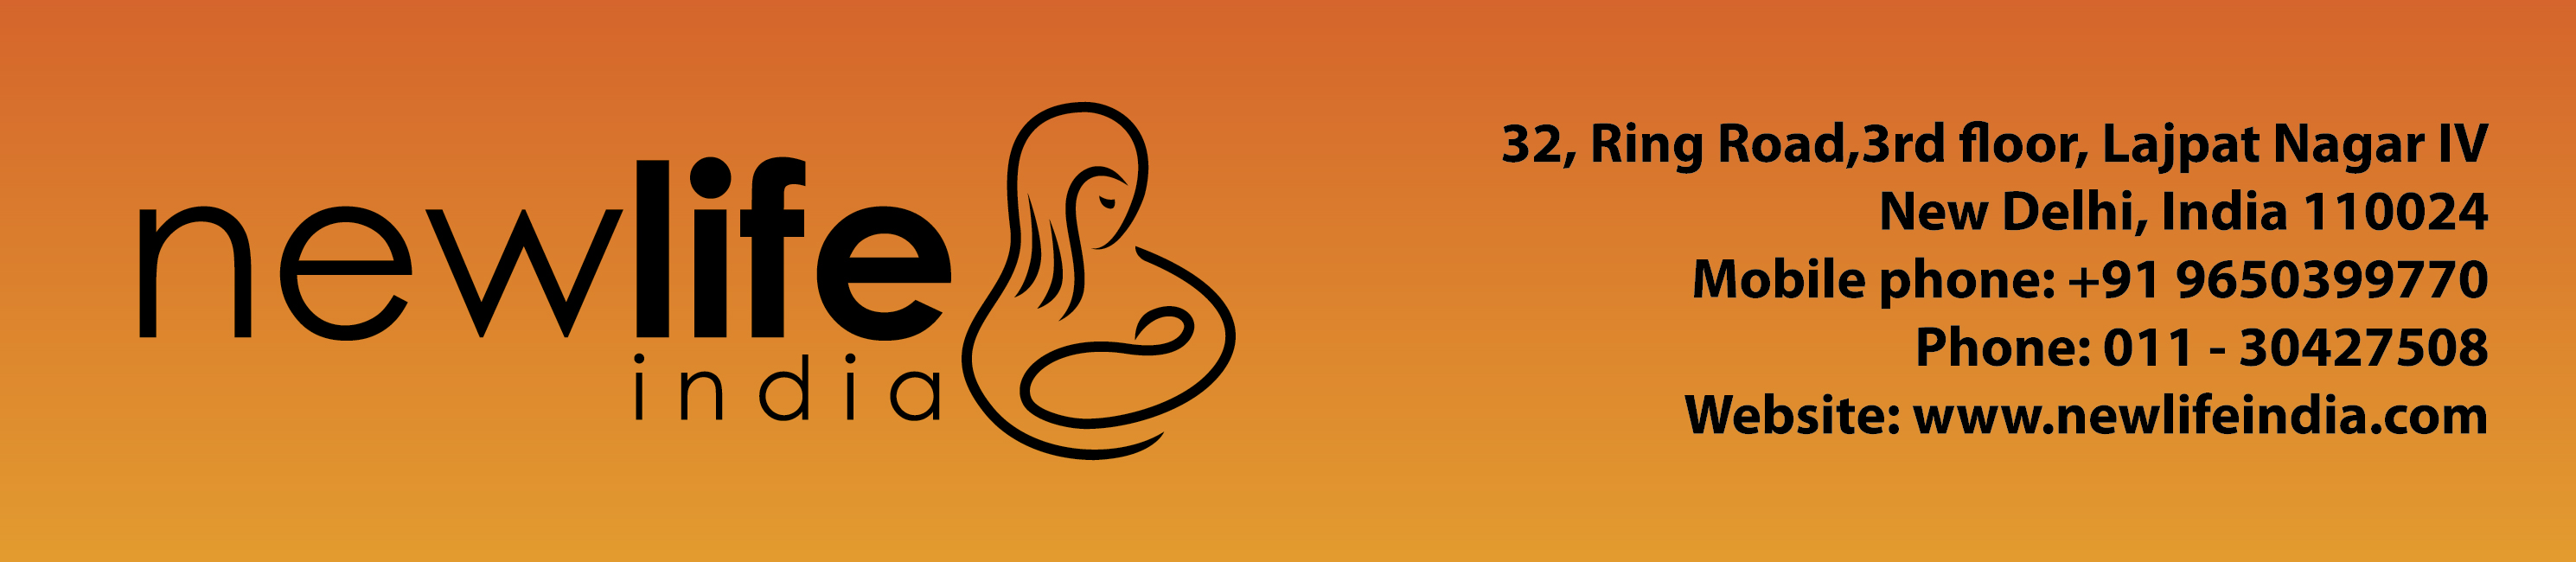 newlife
india
32, Ring Road,3rd floor, Lajpat Nagar IV
New Delhi, India 110024
Mobile phone: +91 9650399770
Phone: 011 - 30427508
Website: www.newlifeindia.com